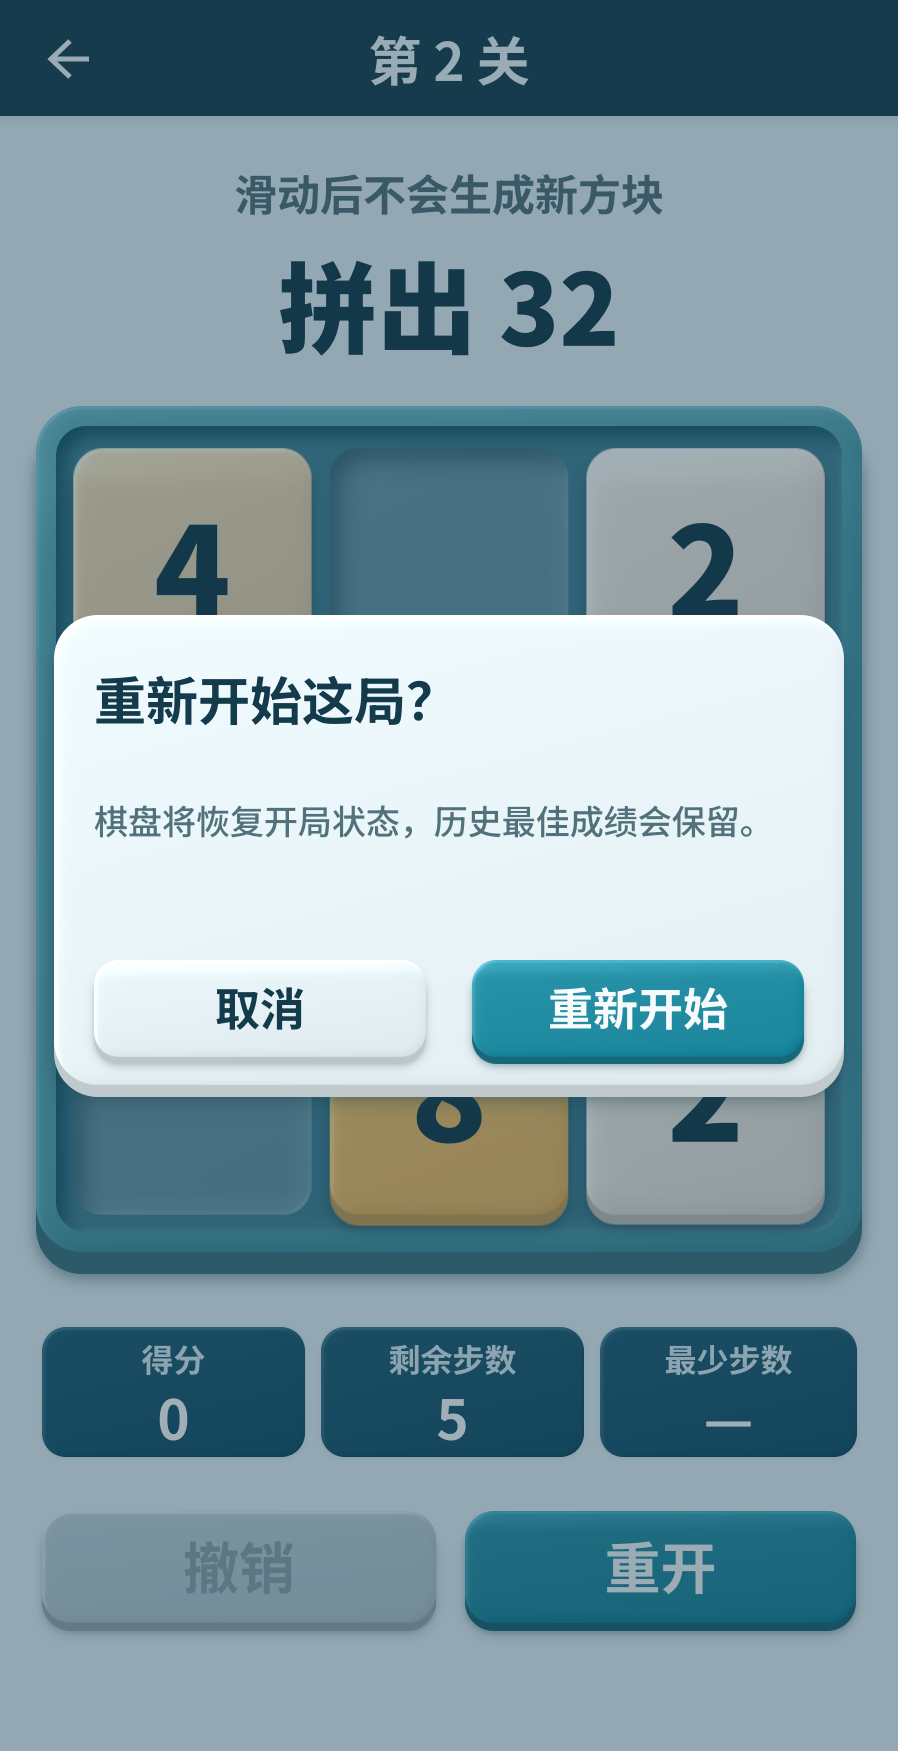 第 2 关
滑动后不会生成新方块
拼出 32
4 2
重新开始这局?
棋盘将恢复开局状态，历史最佳成绩会保留。
取消 重新开始
8 2
得分 剩余步数 最少步数
0 5 —
撤销 重开